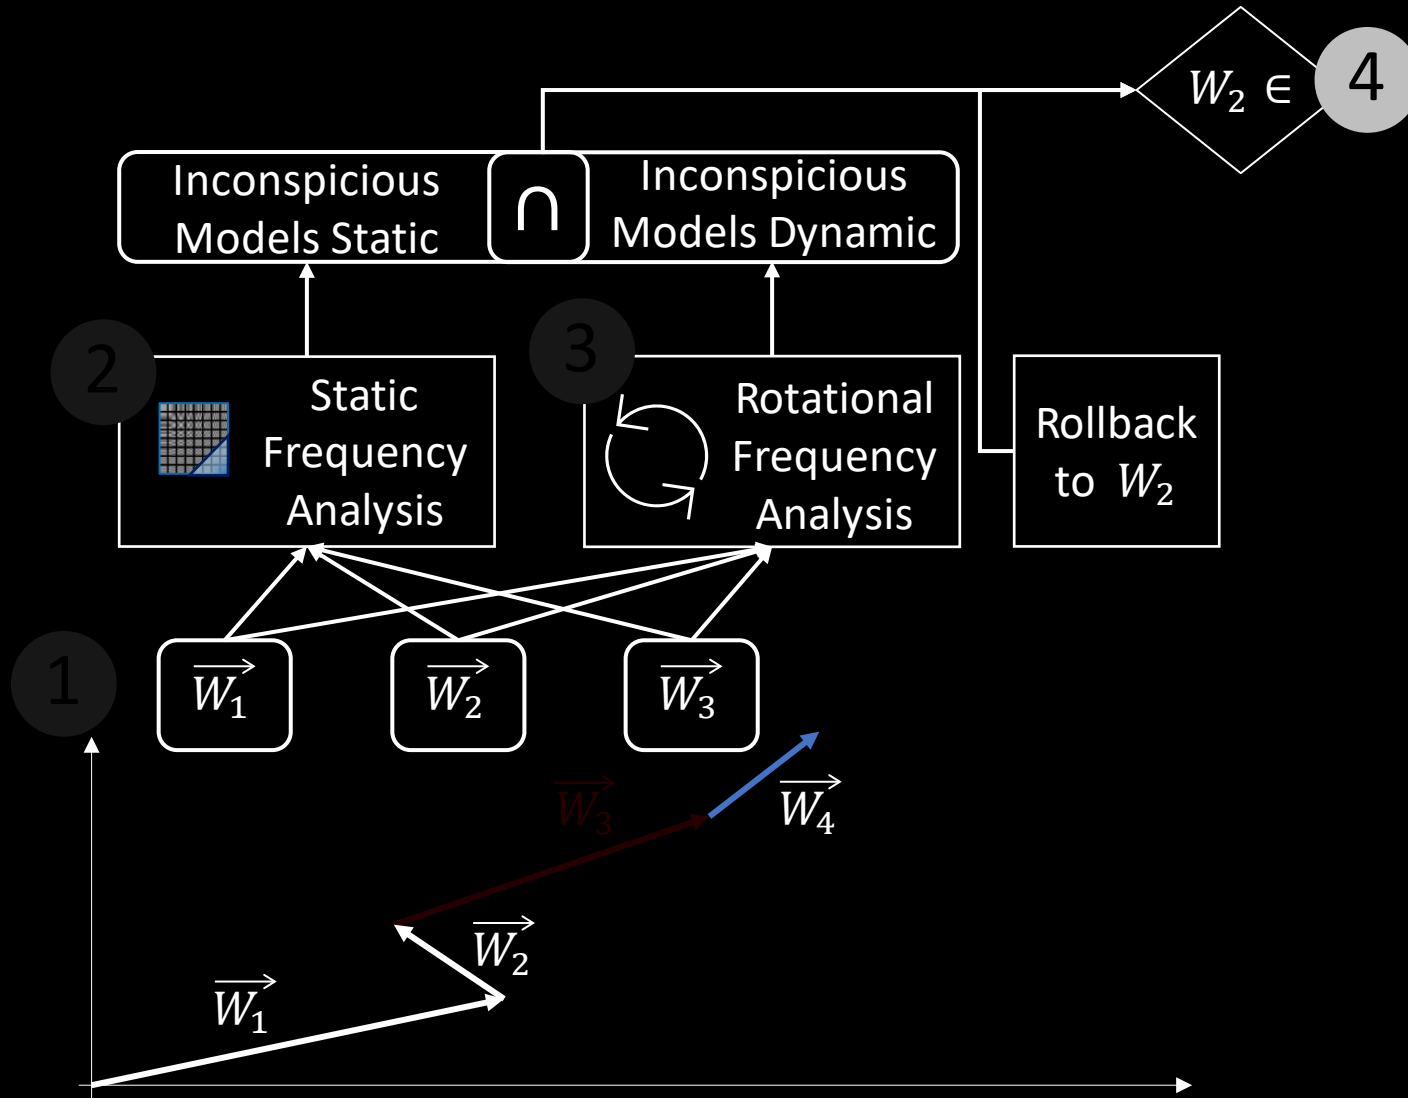 W₂ ∈
4
Inconspicious
Models Static
∩
Inconspicious
Models Dynamic
2
Static
Frequency
Analysis
3
Rotational
Frequency
Analysis
Rollback
to W₂
1
W₁
W₂
W₃
W₃
W₄
W₂
W₁